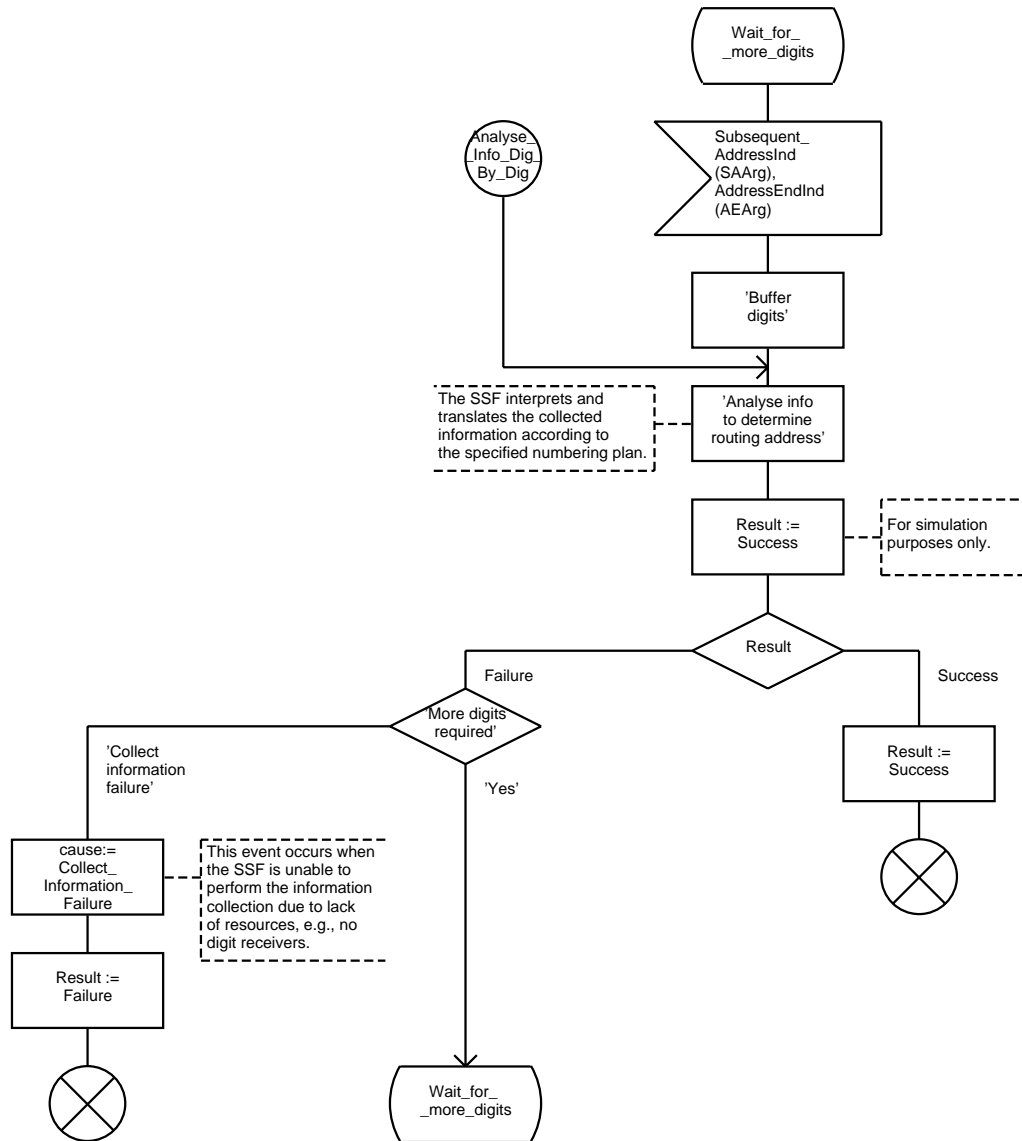 Wait_for_
_more_digits
Analyse_
_Info_Dig_
By_Dig
Subsequent_
AddressInd
(SAArg),
AddressEndInd
(AEArg)
'Buffer
digits'
The SSF interprets and
translates the collected
information according to
the specified numbering plan.
'Analyse info
to determine
routing address'
Result :=
Success
For simulation
purposes only.
Result
Failure
Success
'More digits
required'
'Collect
information
failure'
'Yes'
Result :=
Success
cause:=
Collect_
Information_
Failure
This event occurs when
the SSF is unable to
perform the information
collection due to lack
of resources, e.g., no
digit receivers.
Result :=
Failure
Wait_for_
_more_digits